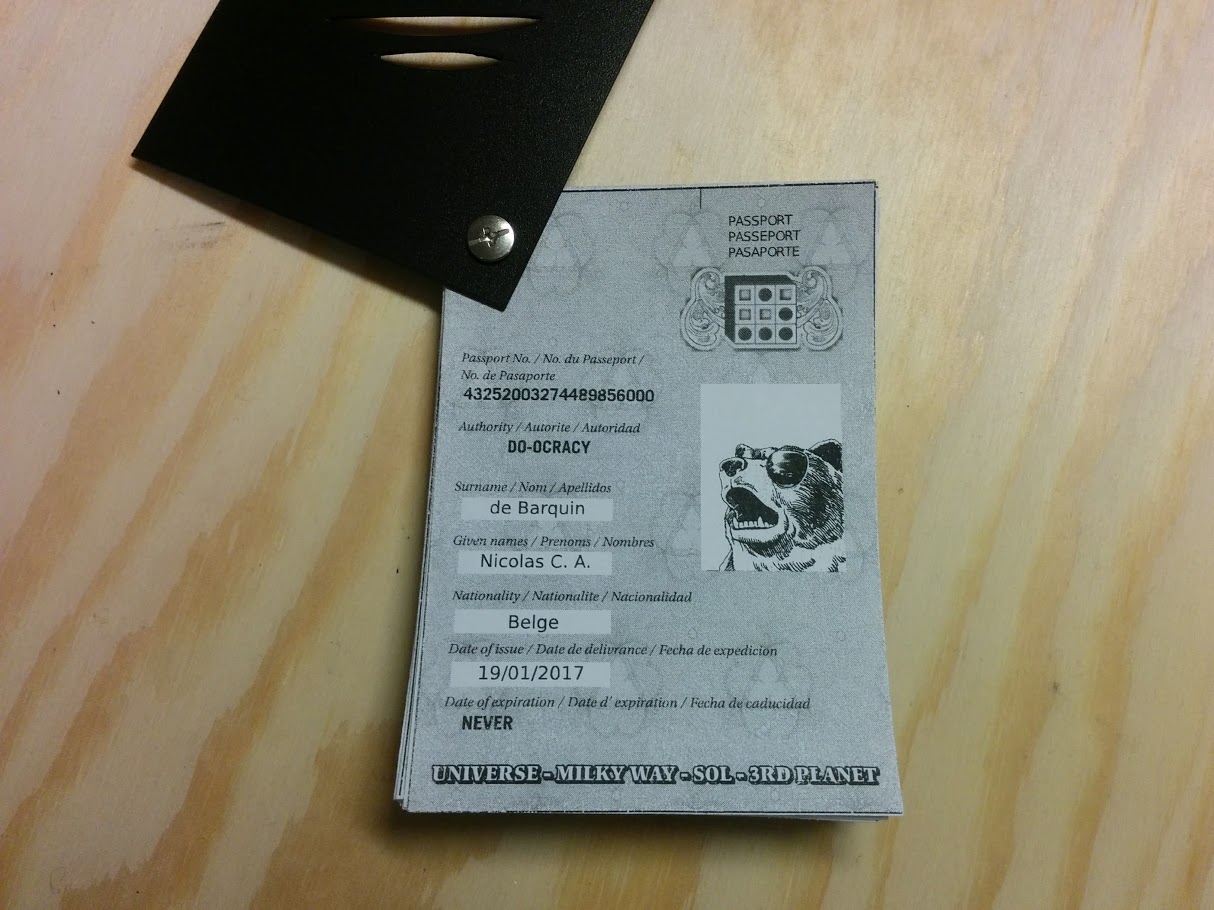 PASSPORT
PASSEPORT
PASAPORTE
Passport No. / No. du Passeport /
No. de Pasaporte
43252003274489856000
Authority / Autorite / Autoridad
DO-OCRACY
Surname / Nom / Apellidos
de Barquin
Given names / Prenoms / Nombres
Nicolas C. A.
Nationality / Nationalite / Nacionalidad
Belge
Date of issue / Date de delivrance / Fecha de expedicion
19/01/2017
Date of expiration / Date d' expiration / Fecha de caducidad
NEVER
UNIVERSE - MILKY WAY - SOL - 3RD PLANET